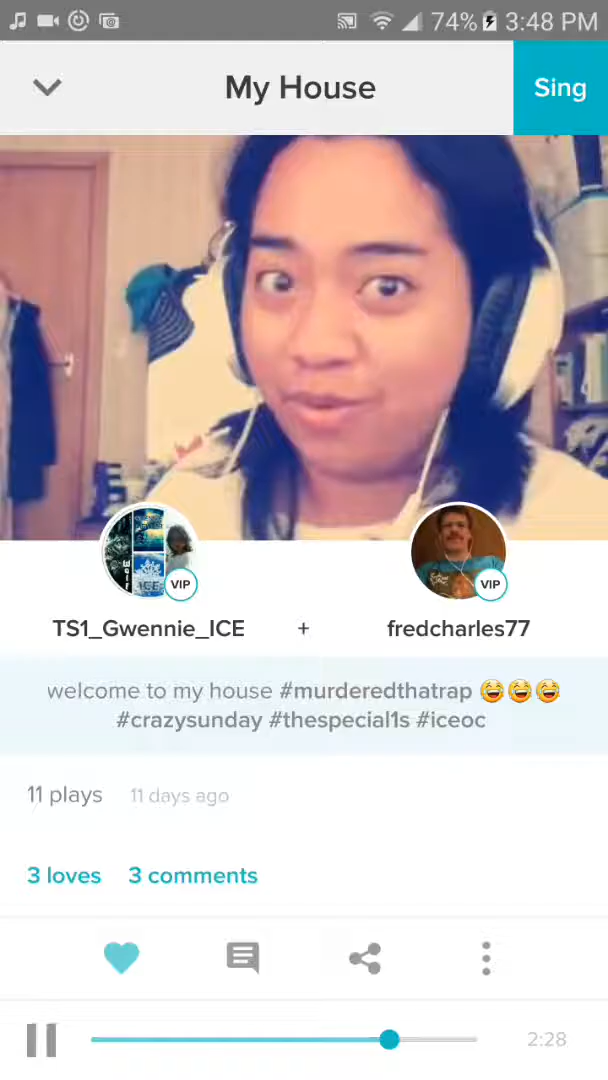 74% 3:48 PM
My House
Sing
ICE
VIP
VIP
TS1_Gwennie_ICE + fredcharles77
welcome to my house #murderedthatrap 😂😂😂
#crazysunday #thespecial1s #iceoc
11 plays 11 days ago
3 loves 3 comments
2:28